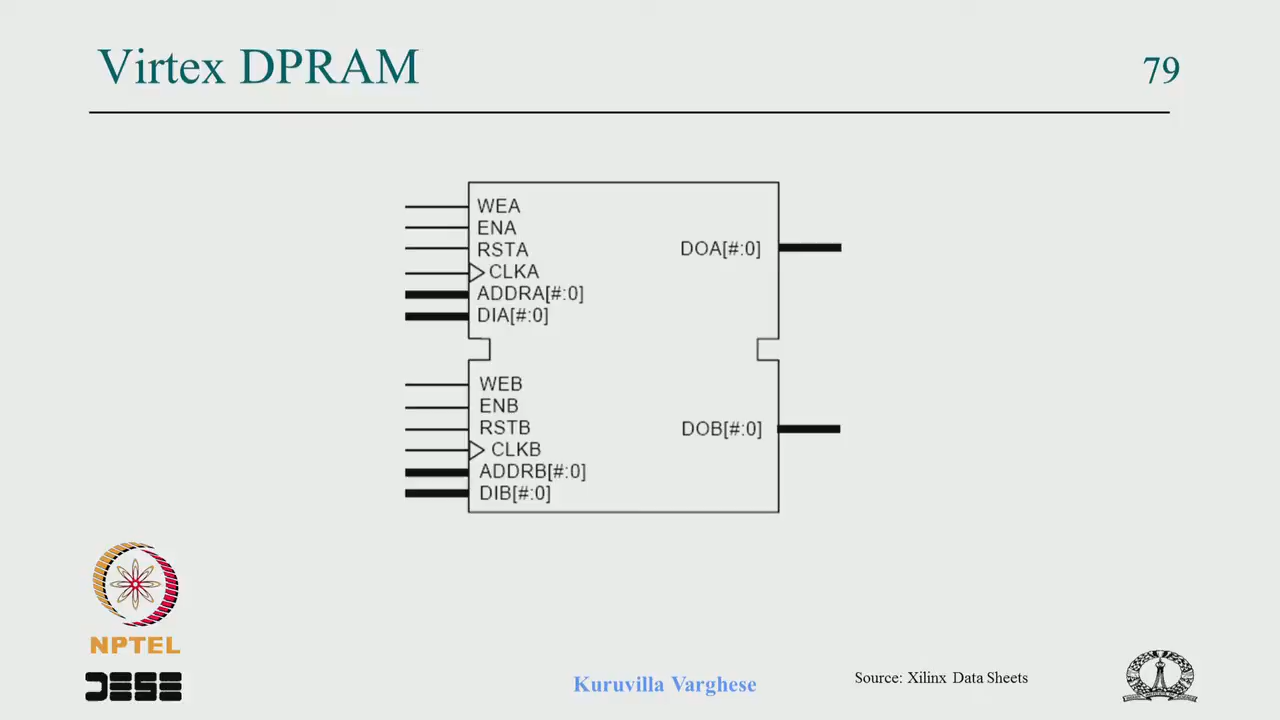 Virtex DPRAM
79
WEA
ENA
RSTA
CLKA
ADDRA[#:0]
DIA[#:0]
DOA[#:0]
WEB
ENB
RSTB
CLKB
ADDRB[#:0]
DIB[#:0]
DOB[#:0]
NPTEL
DESE
Kuruvilla Varghese
Source: Xilinx Data Sheets